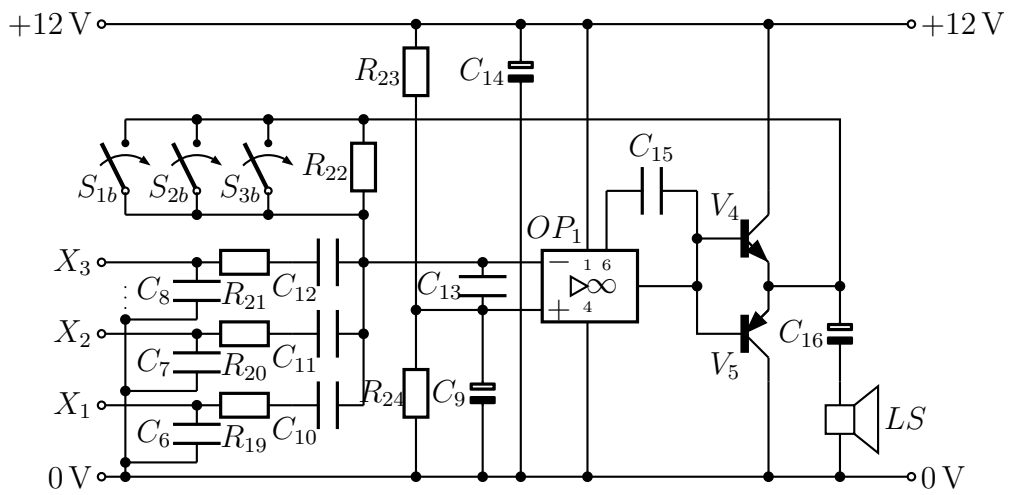 +12 V +12 V
R23 C14
C15
S1b S2b S3b R22
V4
OP1
X3 C8 R21 C12 C13 − 1 6
▷∞
+ 4
X2 C7 R20 C11 V5 C16
X1 C6 R19 C10 R24 C9 LS
0 V 0 V